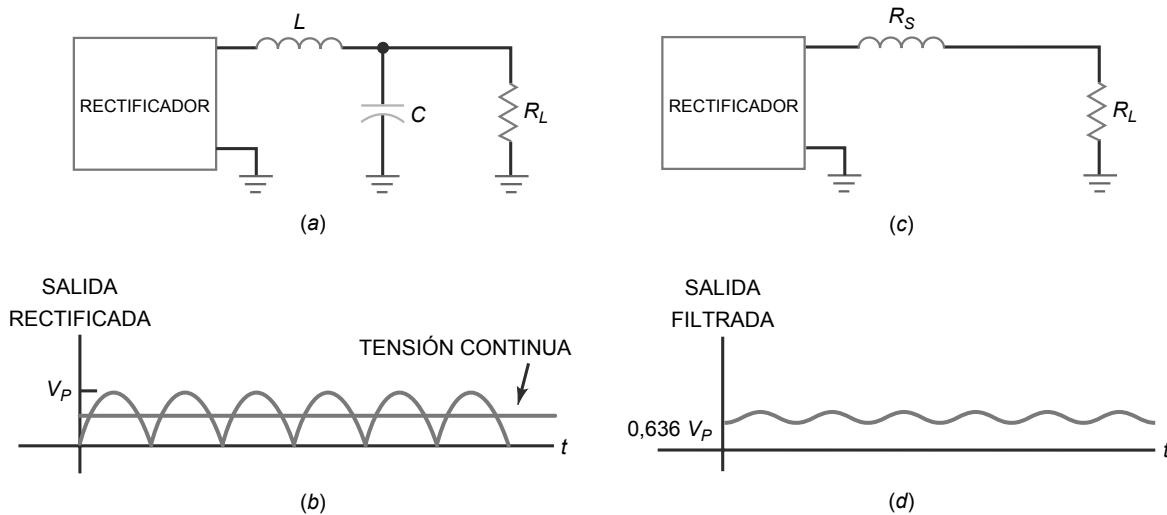 L
RECTIFICADOR
C
R_L
(a)
R_S
RECTIFICADOR
R_L
(c)
SALIDA
RECTIFICADA
TENSIÓN CONTINUA
V_P
t
(b)
SALIDA
FILTRADA
0,636 V_P
t
(d)